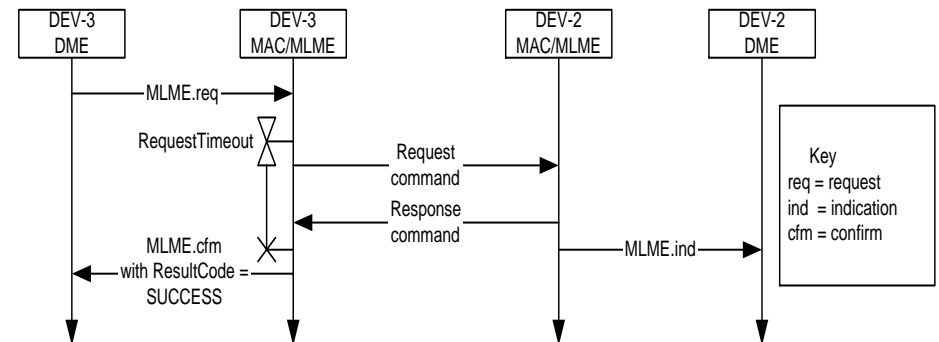 DEV-3
DME
DEV-3
MAC/MLME
DEV-2
MAC/MLME
DEV-2
DME
MLME.req
RequestTimeout
Request
command
Response
command
MLME.cfm
with ResultCode =
SUCCESS
MLME.ind
Key
req = request
ind = indication
cfm = confirm